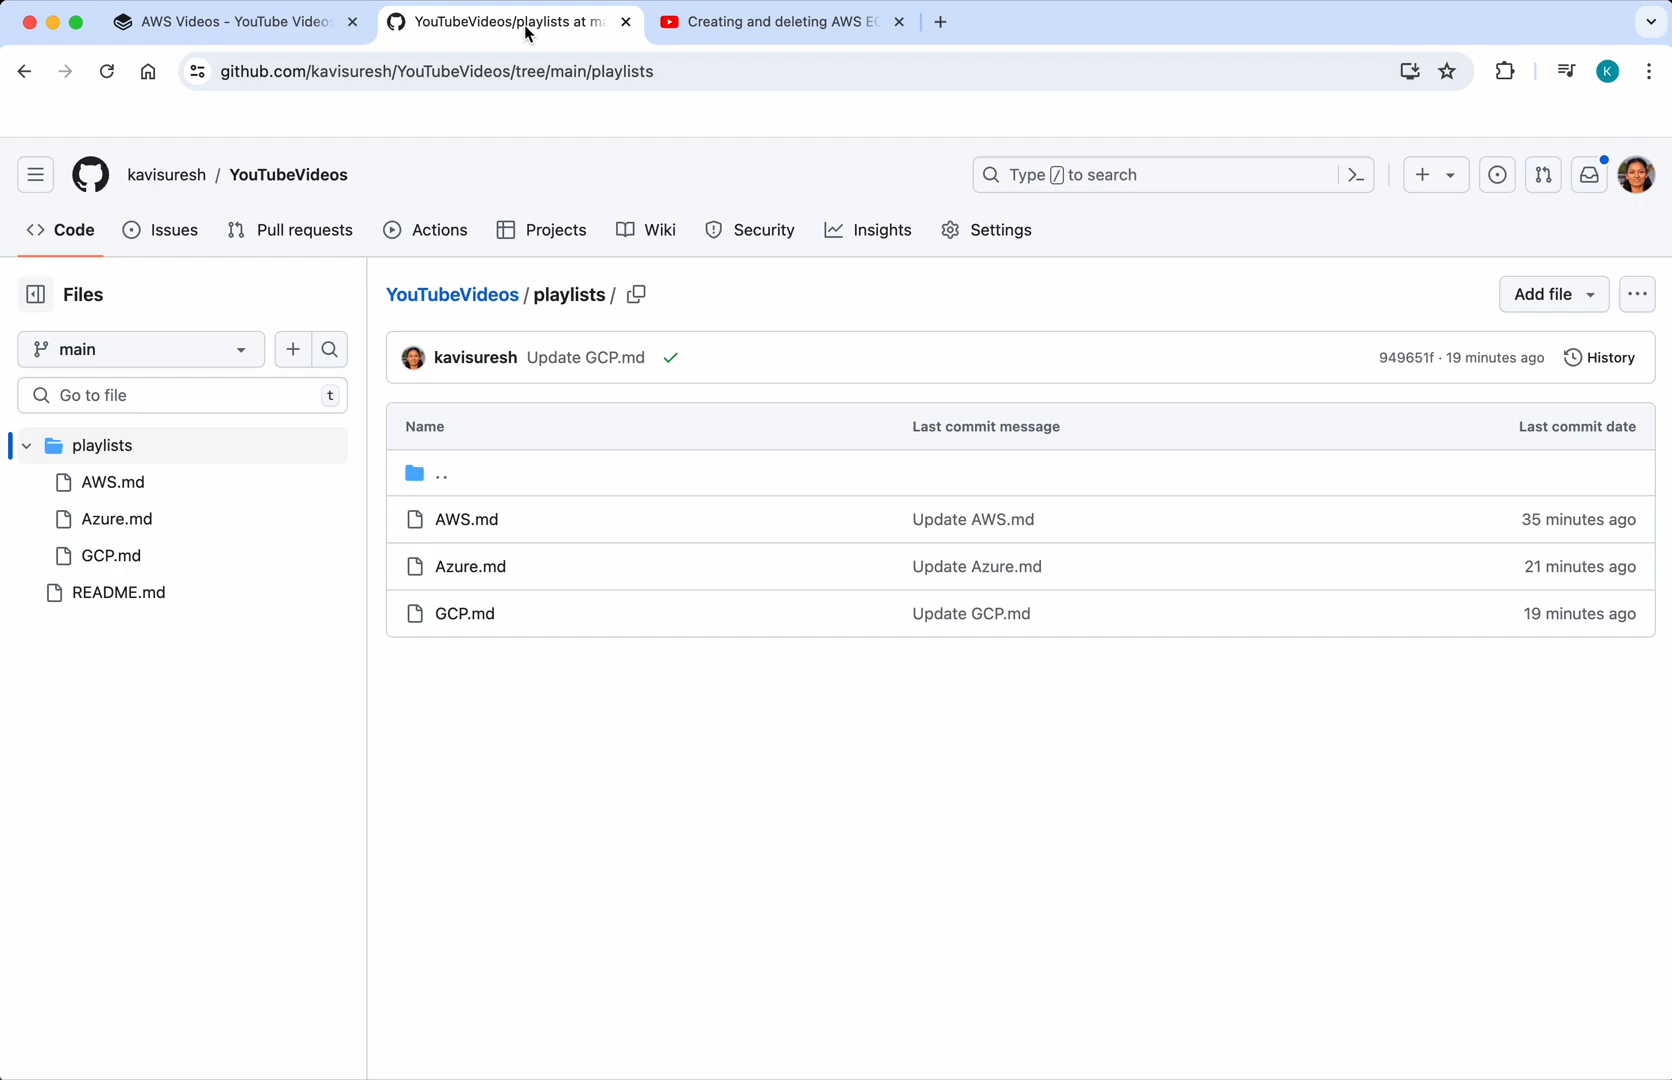 AWS Videos - YouTube Videos
YouTubeVideos/playlists at ma
Creating and deleting AWS EC
github.com/kavisuresh/YouTubeVideos/tree/main/playlists
K
kavisuresh / YouTubeVideos
Type / to search
Code
Issues
Pull requests
Actions
Projects
Wiki
Security
Insights
Settings
Files
YouTubeVideos / playlists /
Add file
main
Go to file
t
kavisuresh Update GCP.md
949651f · 19 minutes ago
History
Name Last commit message Last commit date
playlists
..
AWS.md
Azure.md
GCP.md
README.md
AWS.md Update AWS.md 35 minutes ago
Azure.md Update Azure.md 21 minutes ago
GCP.md Update GCP.md 19 minutes ago